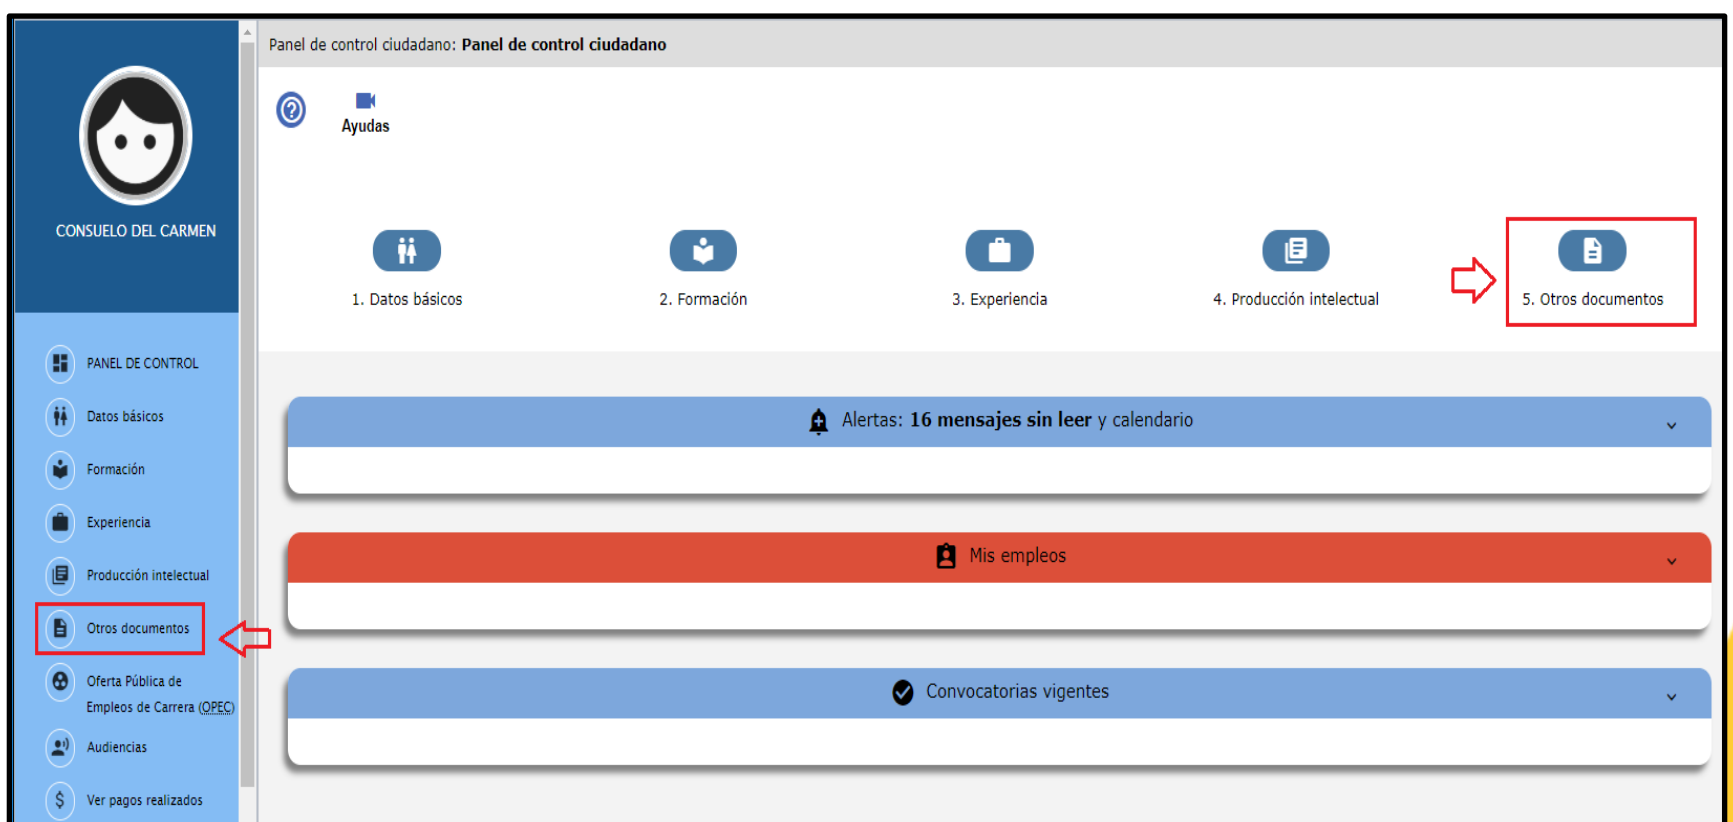 Panel de control ciudadano: Panel de control ciudadano
Ayudas
CONSUELO DEL CARMEN
1. Datos básicos
2. Formación
3. Experiencia
4. Producción intelectual
5. Otros documentos
PANEL DE CONTROL
Datos básicos
Formación
Experiencia
Producción intelectual
Otros documentos
Oferta Pública de
Empleos de Carrera (OPEC)
Audiencias
Ver pagos realizados
Alertas: 16 mensajes sin leer y calendario
Mis empleos
Convocatorias vigentes